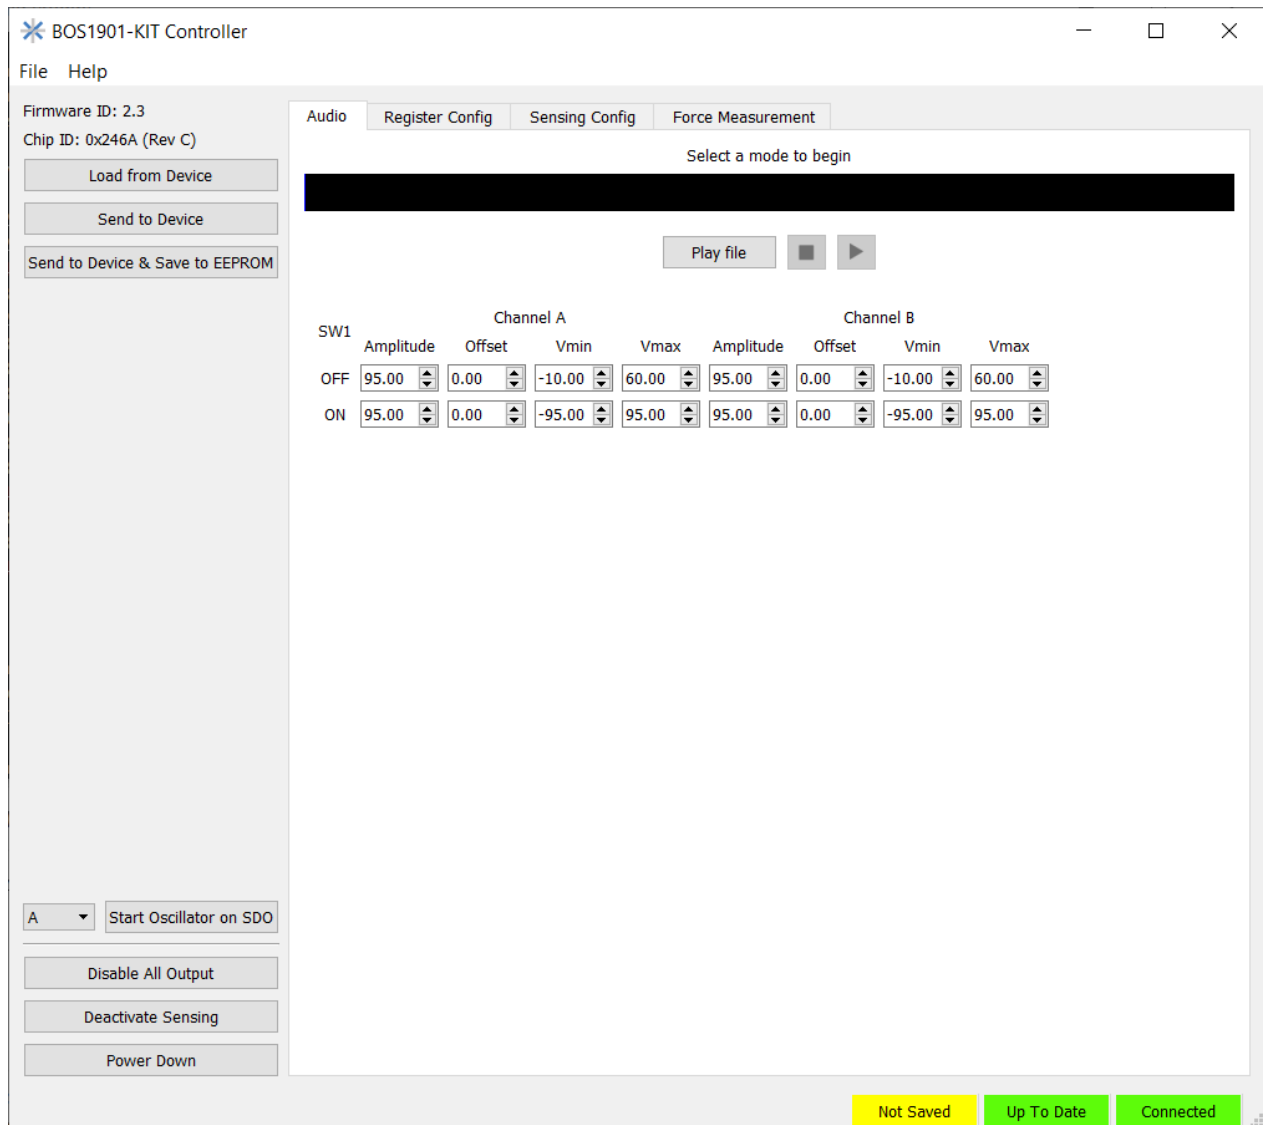 BOS1901-KIT Controller
File Help
Firmware ID: 2.3
Chip ID: 0x246A (Rev C)
Load from Device
Send to Device
Send to Device & Save to EEPROM
A Start Oscillator on SDO
Disable All Output
Deactivate Sensing
Power Down
Audio Register Config Sensing Config Force Measurement
Select a mode to begin
Play file
Channel A Channel B
SW1
Amplitude Offset Vmin Vmax Amplitude Offset Vmin Vmax
OFF 95.00 0.00 -10.00 60.00 95.00 0.00 -10.00 60.00
ON 95.00 0.00 -95.00 95.00 95.00 0.00 -95.00 95.00
Not Saved Up To Date Connected